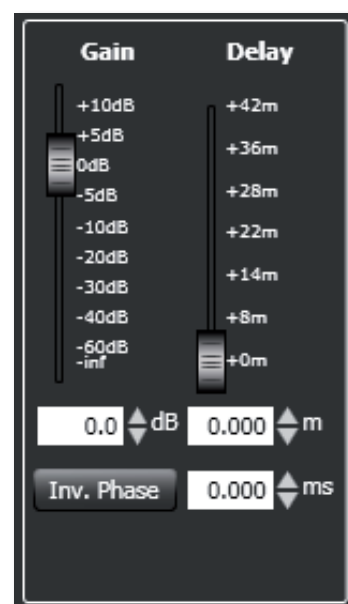 Gain Delay
+10dB +42m
+5dB +36m
0dB
-5dB +28m
-10dB +22m
-20dB +14m
-30dB
-40dB +8m
-60dB
-inf +0m
0.0 dB 0.000 m
Inv. Phase 0.000 ms